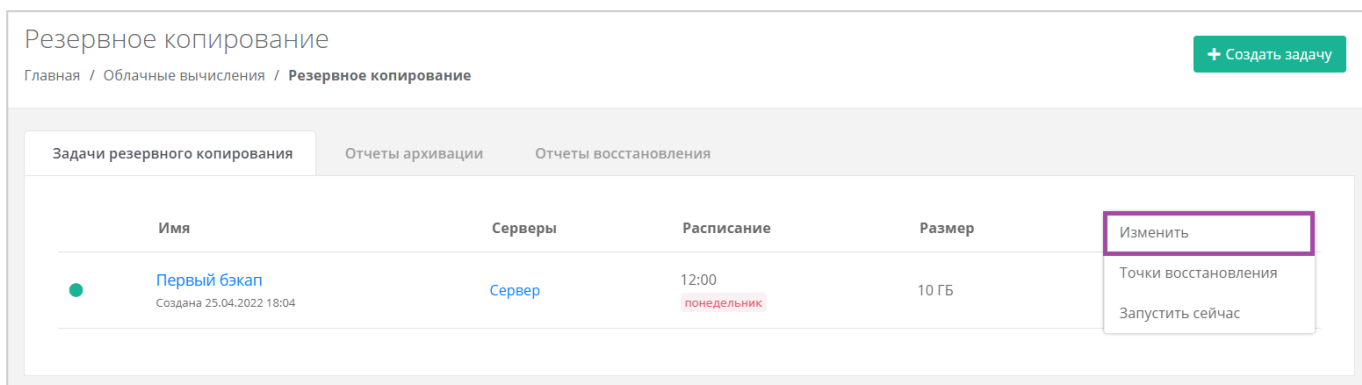 Резервное копирование
+ Создать задачу
Главная / Облачные вычисления / Резервное копирование
Задачи резервного копирования Отчеты архивации Отчеты восстановления
Имя Серверы Расписание Размер
Изменить
Точки восстановления
Запустить сейчас
Первый бэкап
Создана 25.04.2022 18:04
Сервер
12:00
понедельник
10 ГБ